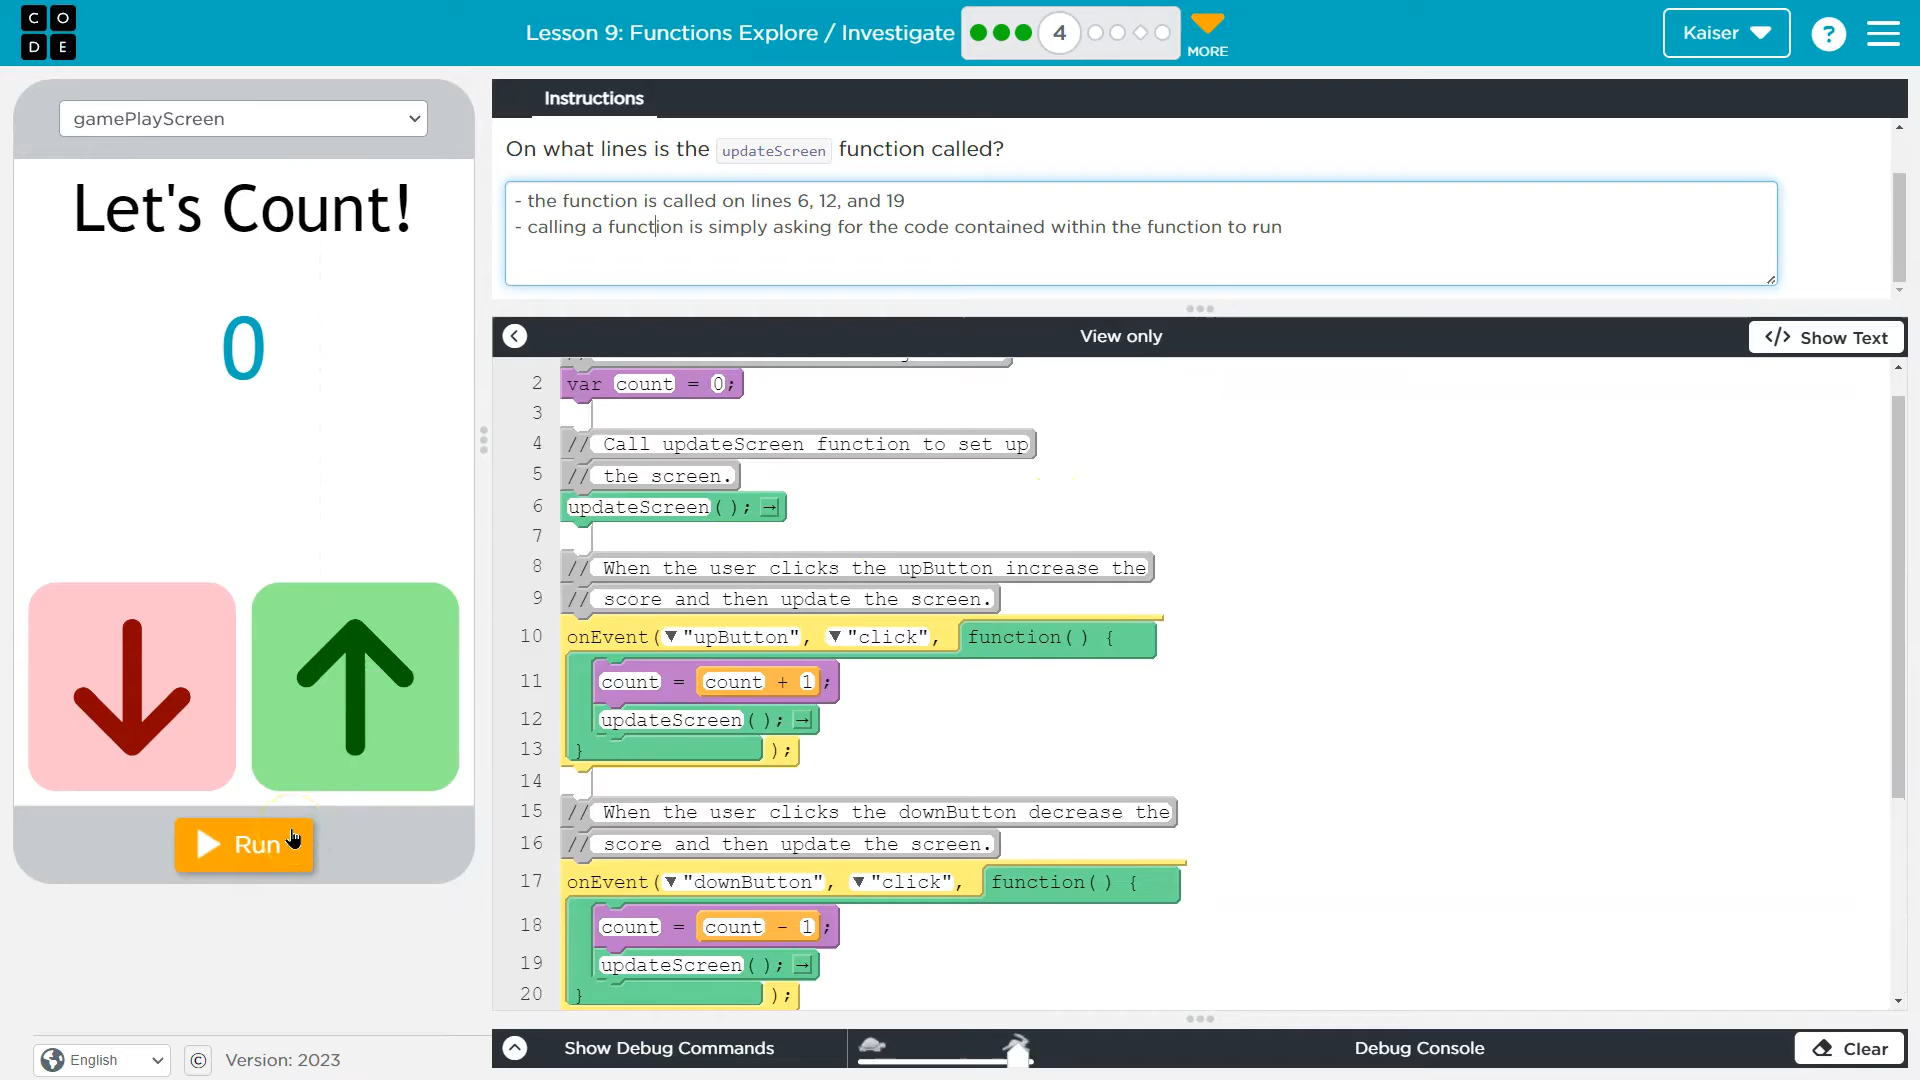 CODE
Lesson 9: Functions Explore / Investigate
4
MORE
Kaiser
?
gamePlayScreen
Let's Count!
0
Run
Instructions
On what lines is the updateScreen function called?
- the function is called on lines 6, 12, and 19
- calling a function is simply asking for the code contained within the function to run
View only
</> Show Text
2 var count = 0;
3
4 // Call updateScreen function to set up
5 // the screen.
6 updateScreen();
7
8 // When the user clicks the upButton increase the
9 // score and then update the screen.
10 onEvent("upButton", "click", function() {
11 count = count + 1;
12 updateScreen();
13 });
14
15 // When the user clicks the downButton decrease the
16 // score and then update the screen.
17 onEvent("downButton", "click", function() {
18 count = count - 1;
19 updateScreen();
20 });
English
© Version: 2023
Show Debug Commands
Debug Console
Clear